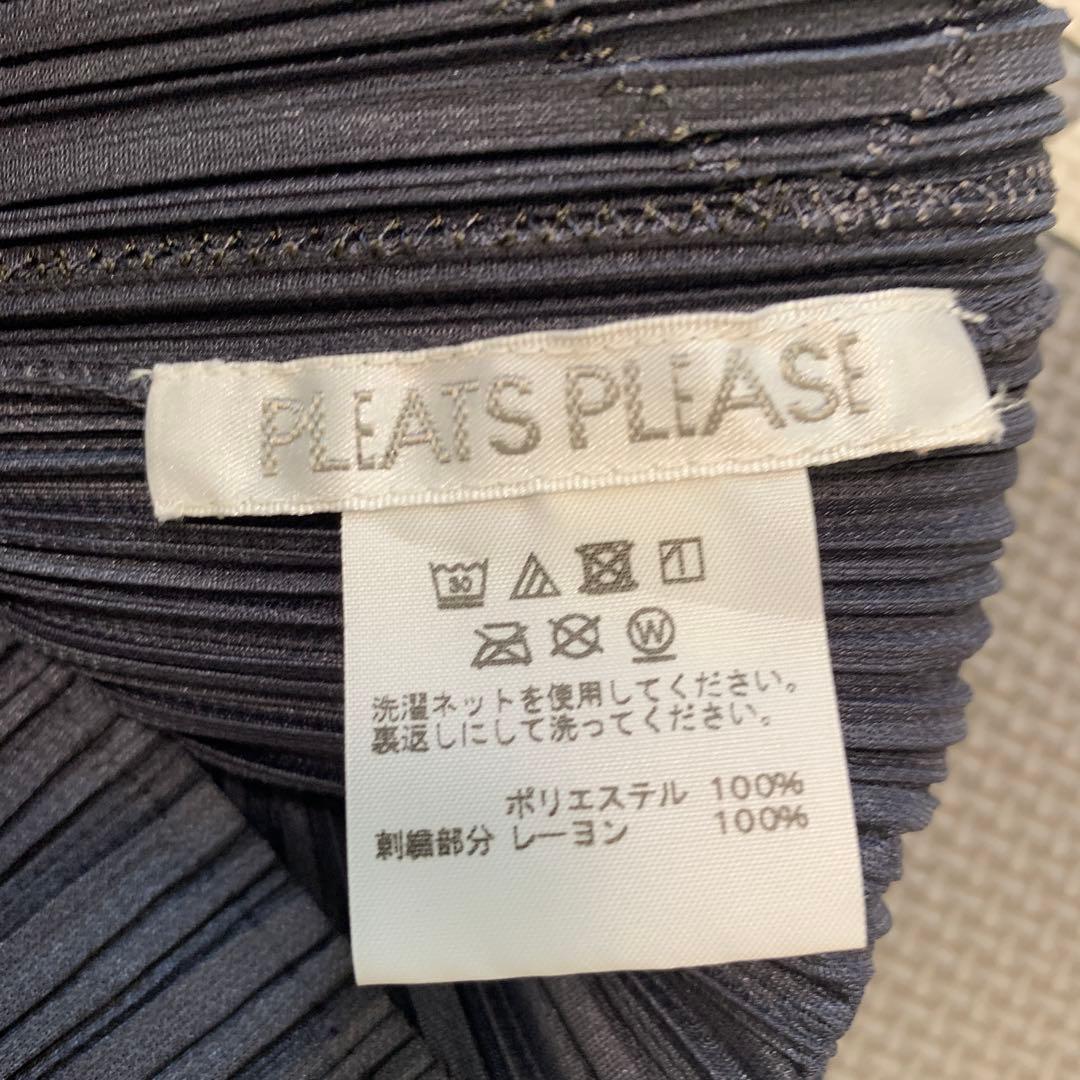 PLEATS PLEASE
30
W
洗濯ネットを使用してください。
裏返しにして洗ってください。
ポリエステル 100%
刺繍部分 レーヨン 100%